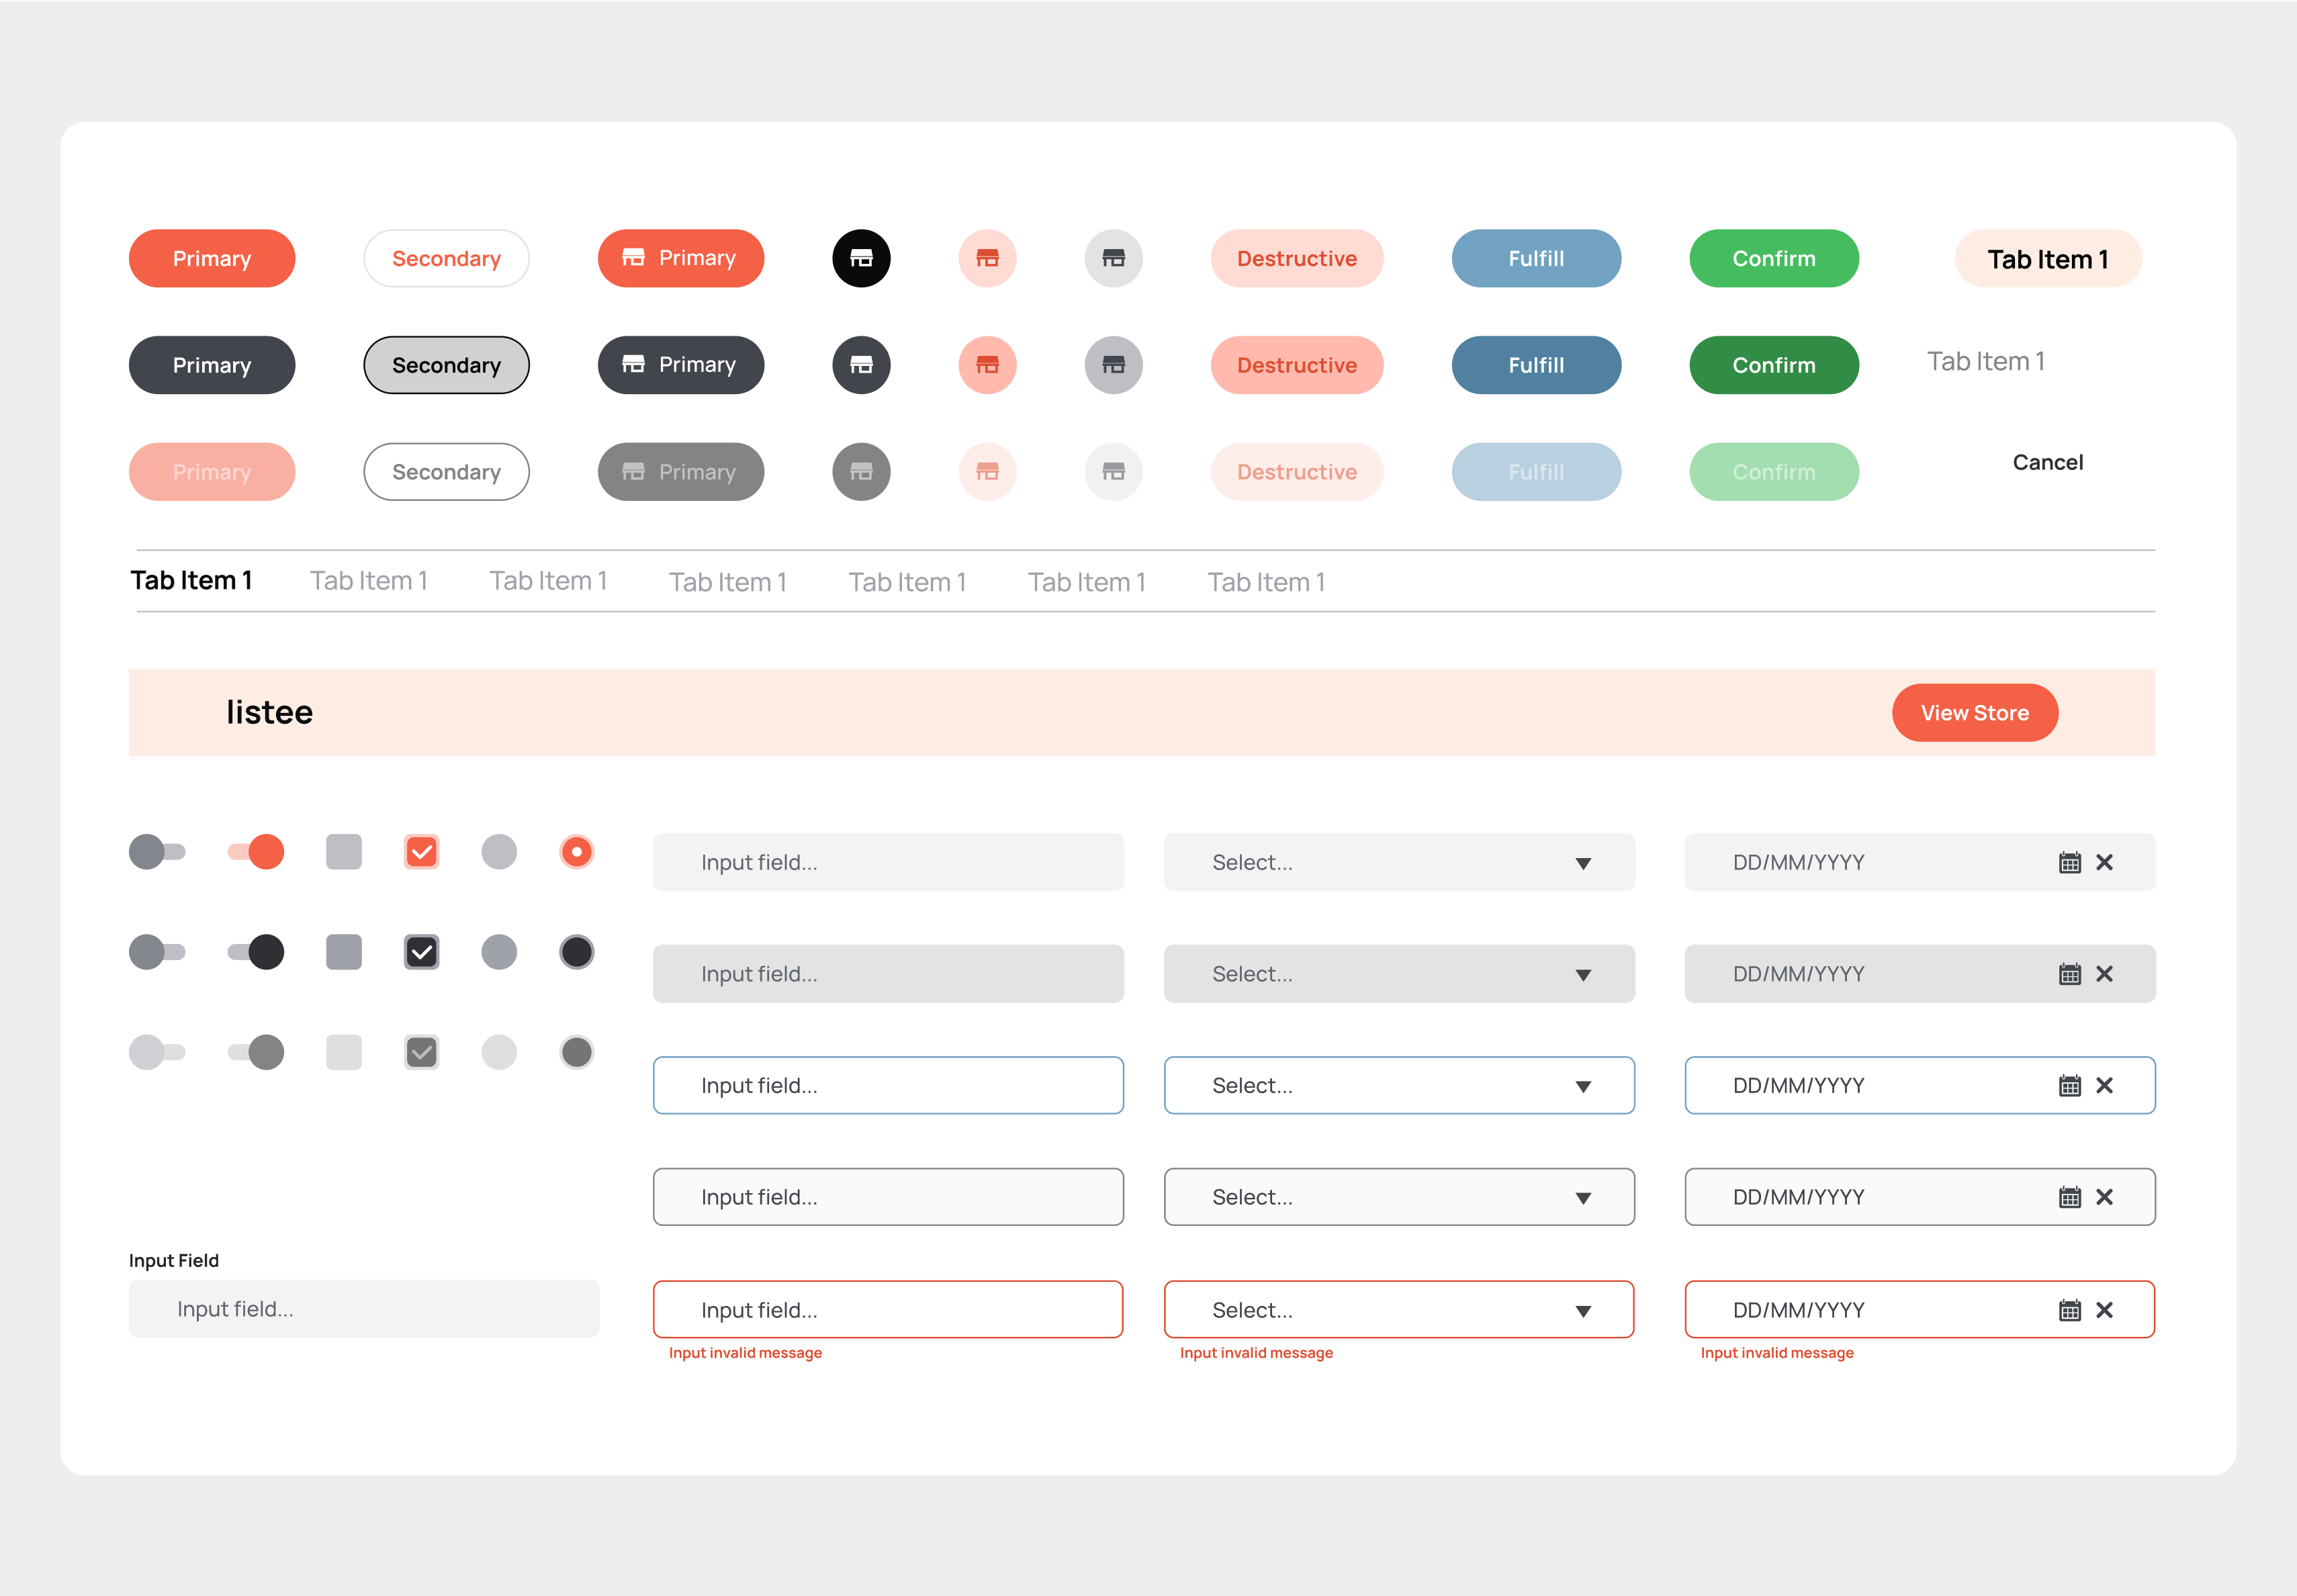 Primary Secondary Primary Destructive Fulfill Confirm Tab Item 1
Primary Secondary Primary Destructive Fulfill Confirm Tab Item 1
Primary Secondary Primary Destructive Fulfill Confirm Cancel
Tab Item 1 Tab Item 1 Tab Item 1 Tab Item 1 Tab Item 1 Tab Item 1 Tab Item 1
listee View Store
Input field... Select... DD/MM/YYYY
Input field... Select... DD/MM/YYYY
Input field... Select... DD/MM/YYYY
Input field... Select... DD/MM/YYYY
Input Field
Input field... Input field... Select... DD/MM/YYYY
Input invalid message Input invalid message Input invalid message